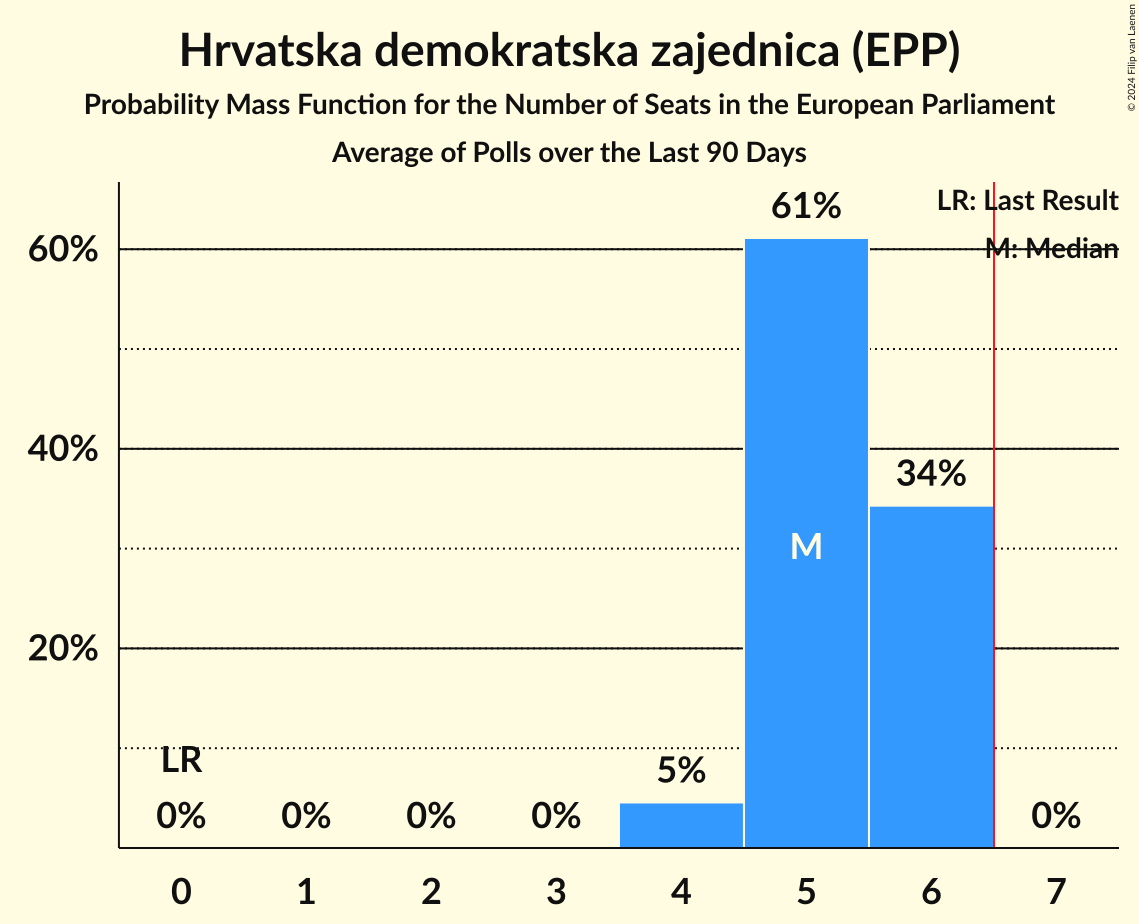 Hrvatska demokratska zajednica (EPP)
Probability Mass Function for the Number of Seats in the European Parliament
Average of Polls over the Last 90 Days
© 2024 Filip van Laenen
LR: Last Result
M: Median
60%
40%
20%
61%
34%
M
LR
5%
0% 0% 0% 0% 0%
0 1 2 3 4 5 6 7